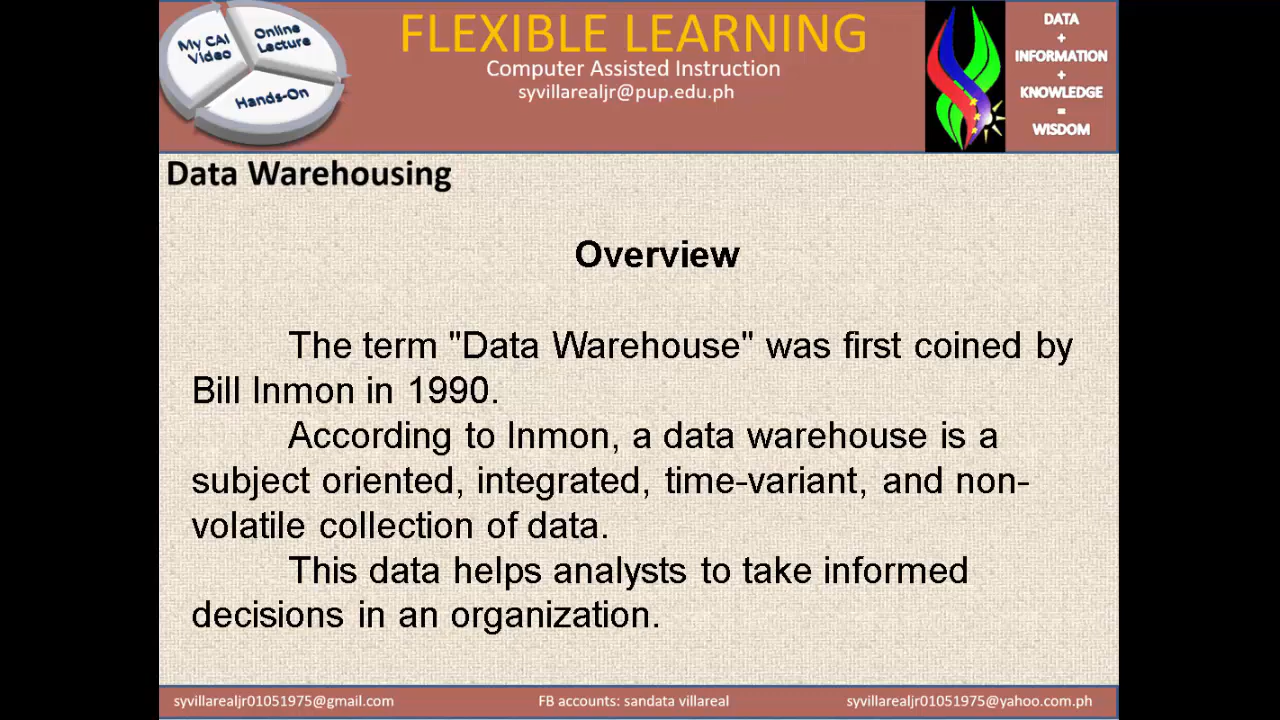 My CAI
Video
Online
Lecture
Hands-On
FLEXIBLE LEARNING
Computer Assisted Instruction
syvillarealjr@pup.edu.ph
DATA
+
INFORMATION
+
KNOWLEDGE
=
WISDOM
Data Warehousing
Overview
The term "Data Warehouse" was first coined by
Bill Inmon in 1990.
According to Inmon, a data warehouse is a
subject oriented, integrated, time-variant, and non-
volatile collection of data.
This data helps analysts to take informed
decisions in an organization.
syvillarealjr01051975@gmail.com
FB accounts: sandata villareal
syvillarealjr01051975@yahoo.com.ph